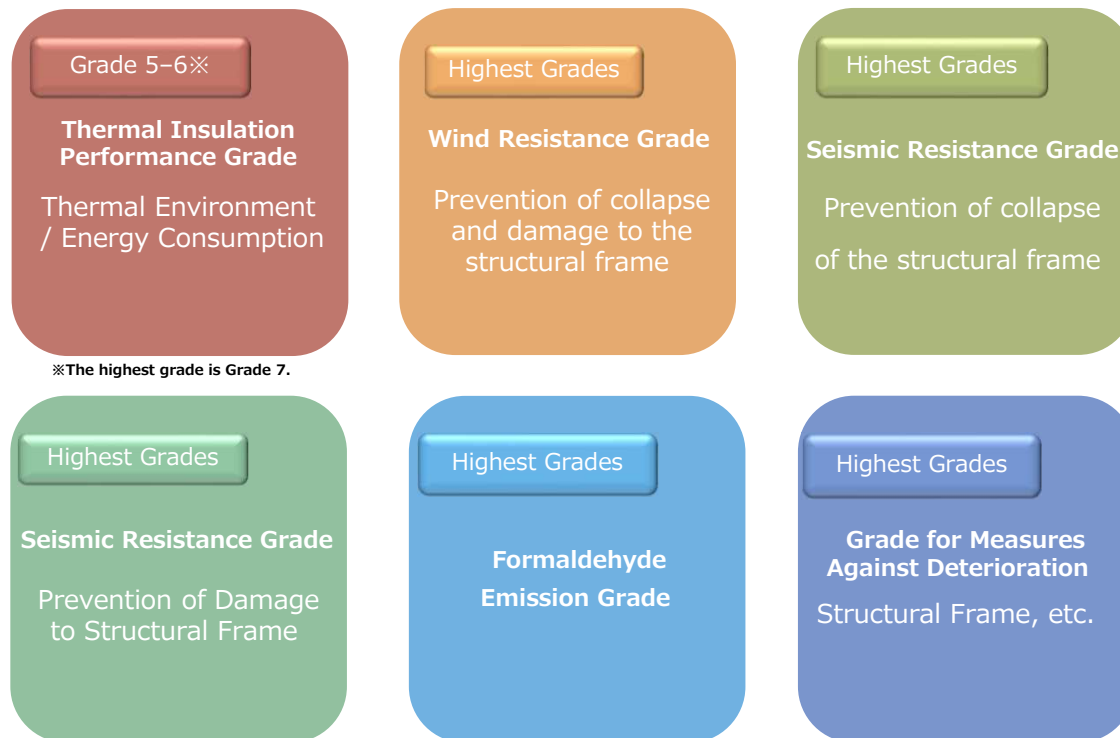 Grade 5–6※
Thermal Insulation
Performance Grade
Thermal Environment
/ Energy Consumption
※The highest grade is Grade 7.
Highest Grades
Wind Resistance Grade
Prevention of collapse
and damage to the
structural frame
Highest Grades
Seismic Resistance Grade
Prevention of collapse
of the structural frame
Highest Grades
Seismic Resistance Grade
Prevention of Damage
to Structural Frame
Highest Grades
Formaldehyde
Emission Grade
Highest Grades
Grade for Measures
Against Deterioration
Structural Frame, etc.